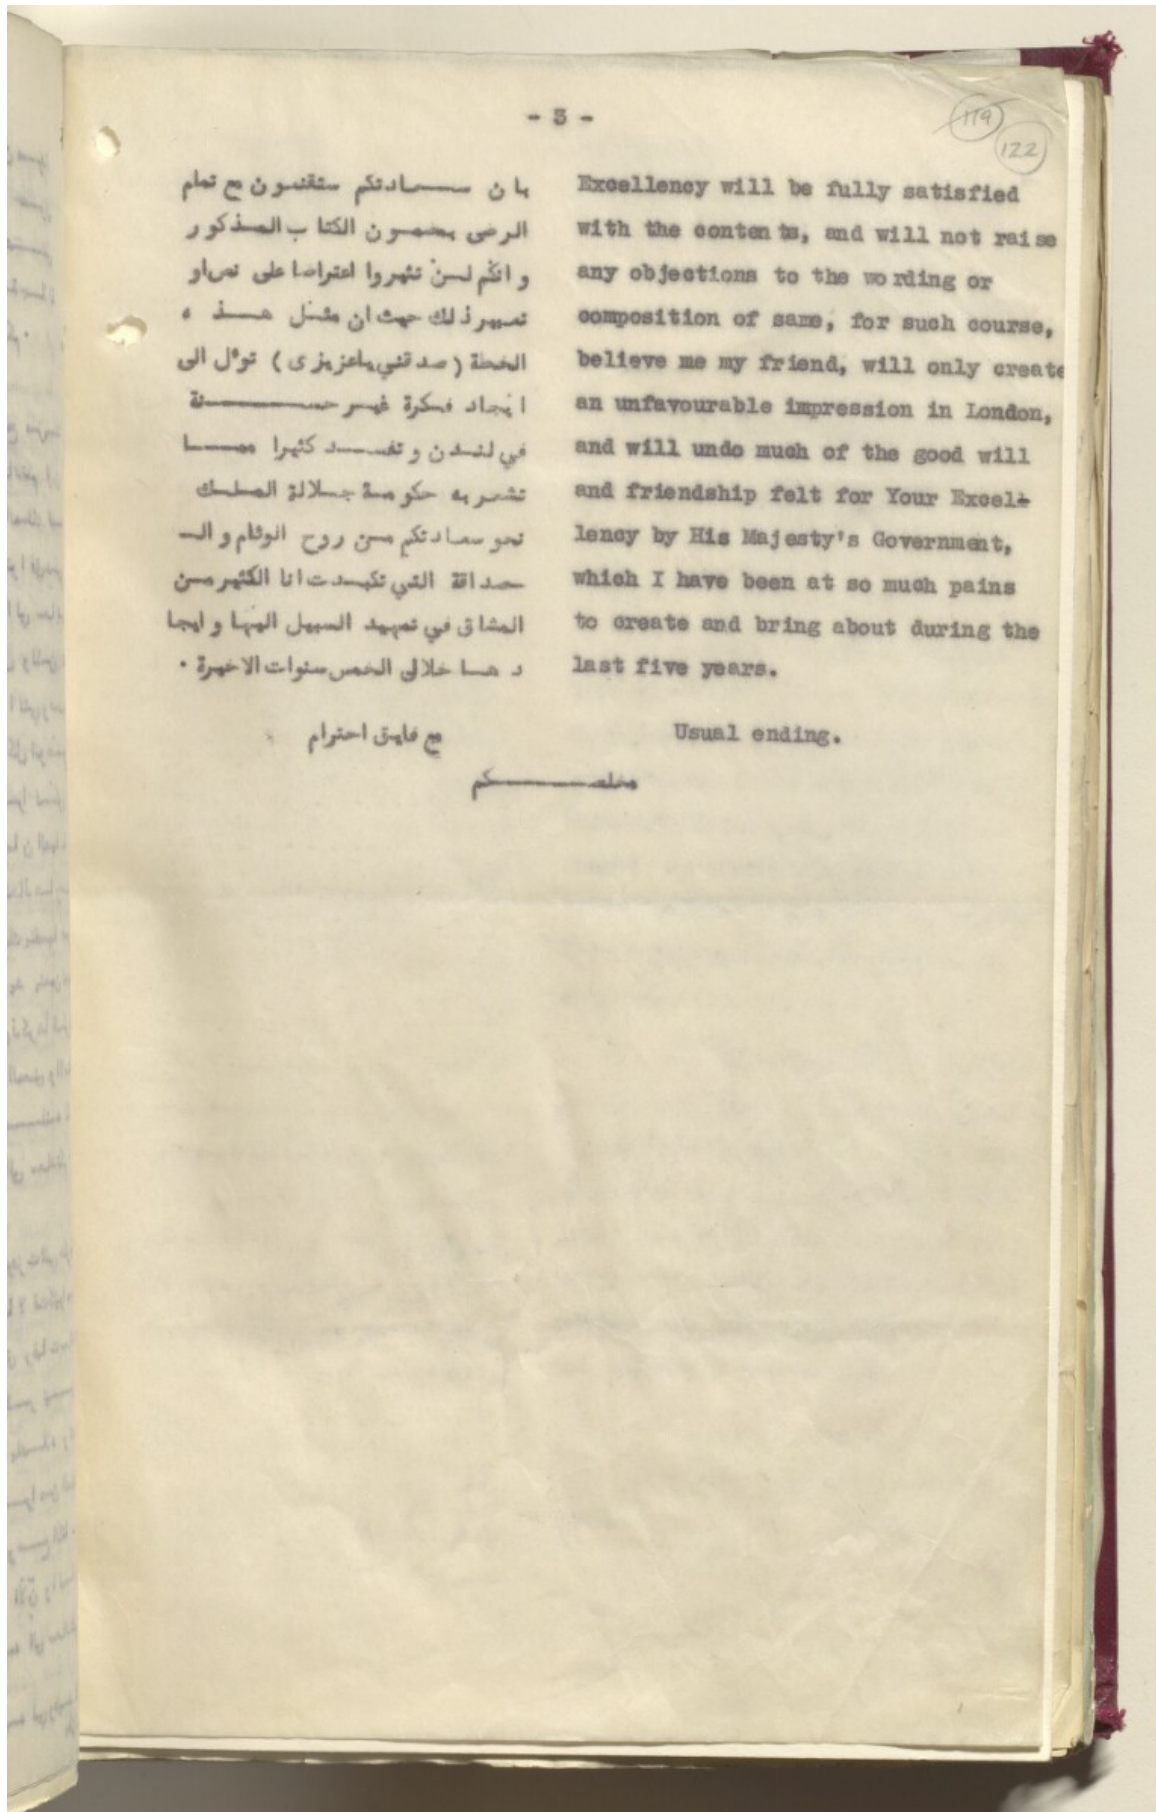 - 3 -
119
122
بان سعادتكم ستقتنعون مع تمام
الرضى بمضمون الكتاب المذكور
وانكم لسن تثيروا اعتراضا على نص او
تعبير ذلك حيث ان مثل هذه
الخطة (صدقني ياعزيزى) توئل الى
ايجاد فكرة غير حسنة
في لندن وتفسد كثيرا مما
تشعر به حكومة جلالة الملك
نحو سعادتكم من روح الوئام والـ
ـصداقة التي تكبدت انا الكثير من
المشاق في تمهيد السبيل اليها وايجا
دها خلال الخمس سنوات الاخيرة .
مع فايق احترام
مخلصكم
Excellency will be fully satisfied
with the contents, and will not raise
any objections to the wording or
composition of same, for such course,
believe me my friend, will only create
an unfavourable impression in London,
and will undo much of the good will
and friendship felt for Your Excel-
lency by His Majesty's Government,
which I have been at so much pains
to create and bring about during the
last five years.
Usual ending.